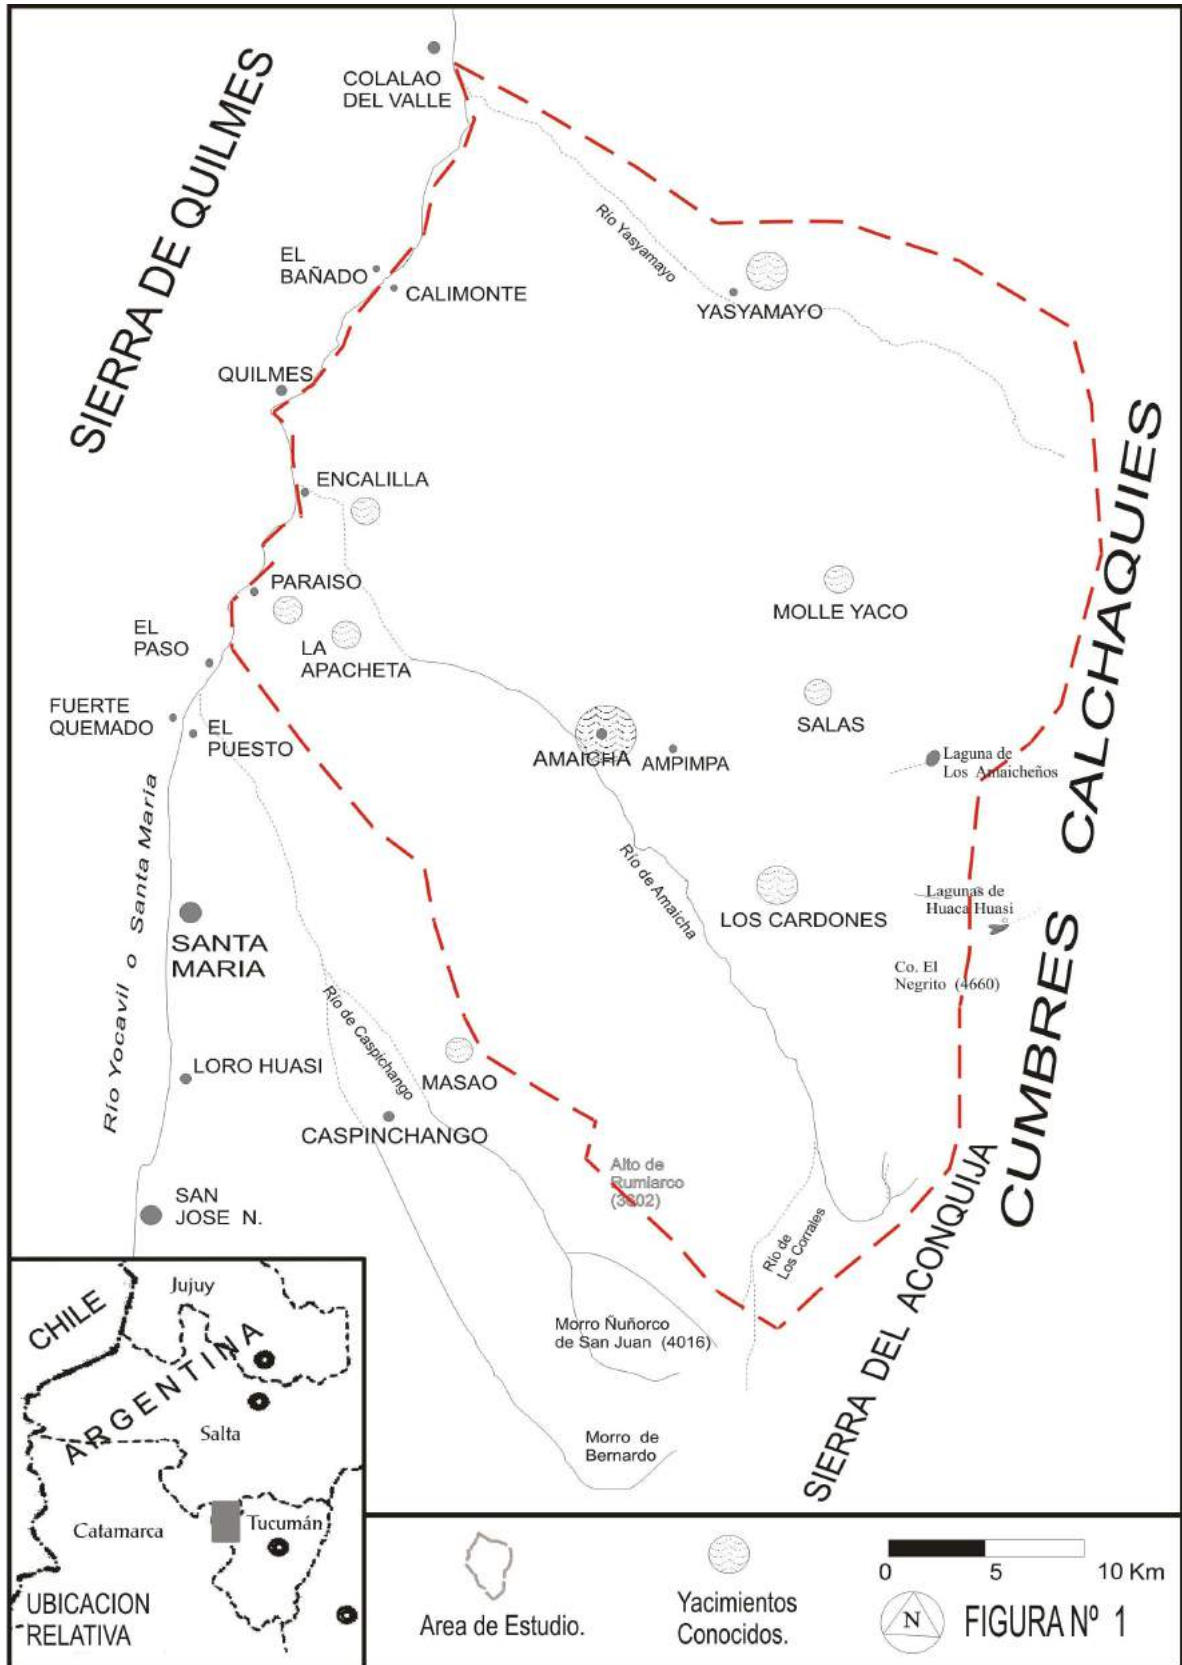 COLALAO
DEL VALLE
SIERRA DE QUILMES
Río Yasyamayo
EL
BAÑADO
CALIMONTE
YASYAMAYO
QUILMES
ENCALILLA
CUMBRES CALCHAQUIES
PARAISO
MOLLE YACO
EL
PASO
LA
APACHETA
FUERTE
QUEMADO
EL
PUESTO
SALAS
AMAICHA
AMPIMPA
Laguna de
Los Amaicheños
Río Yocavil o Santa María
Río de Amaicha
Lagunas de
Huaca Huasi
LOS CARDONES
SANTA
MARIA
Co. El
Negrito (4660)
Río de Caspichango
LORO HUASI
MASAO
CASPINCHANGO
Alto de
Rumiarco
(3802)
SAN
JOSE N.
Río de
Los Corrales
SIERRA DEL ACONQUIJA
Morro Ñuñorco
de San Juan (4016)
Morro de
Bernardo
CHILE
Jujuy
ARGENTINA
Salta
Catamarca
Tucumán
UBICACION
RELATIVA
Area de Estudio.
Yacimientos
Conocidos.
0 5 10 Km
N
FIGURA Nº 1